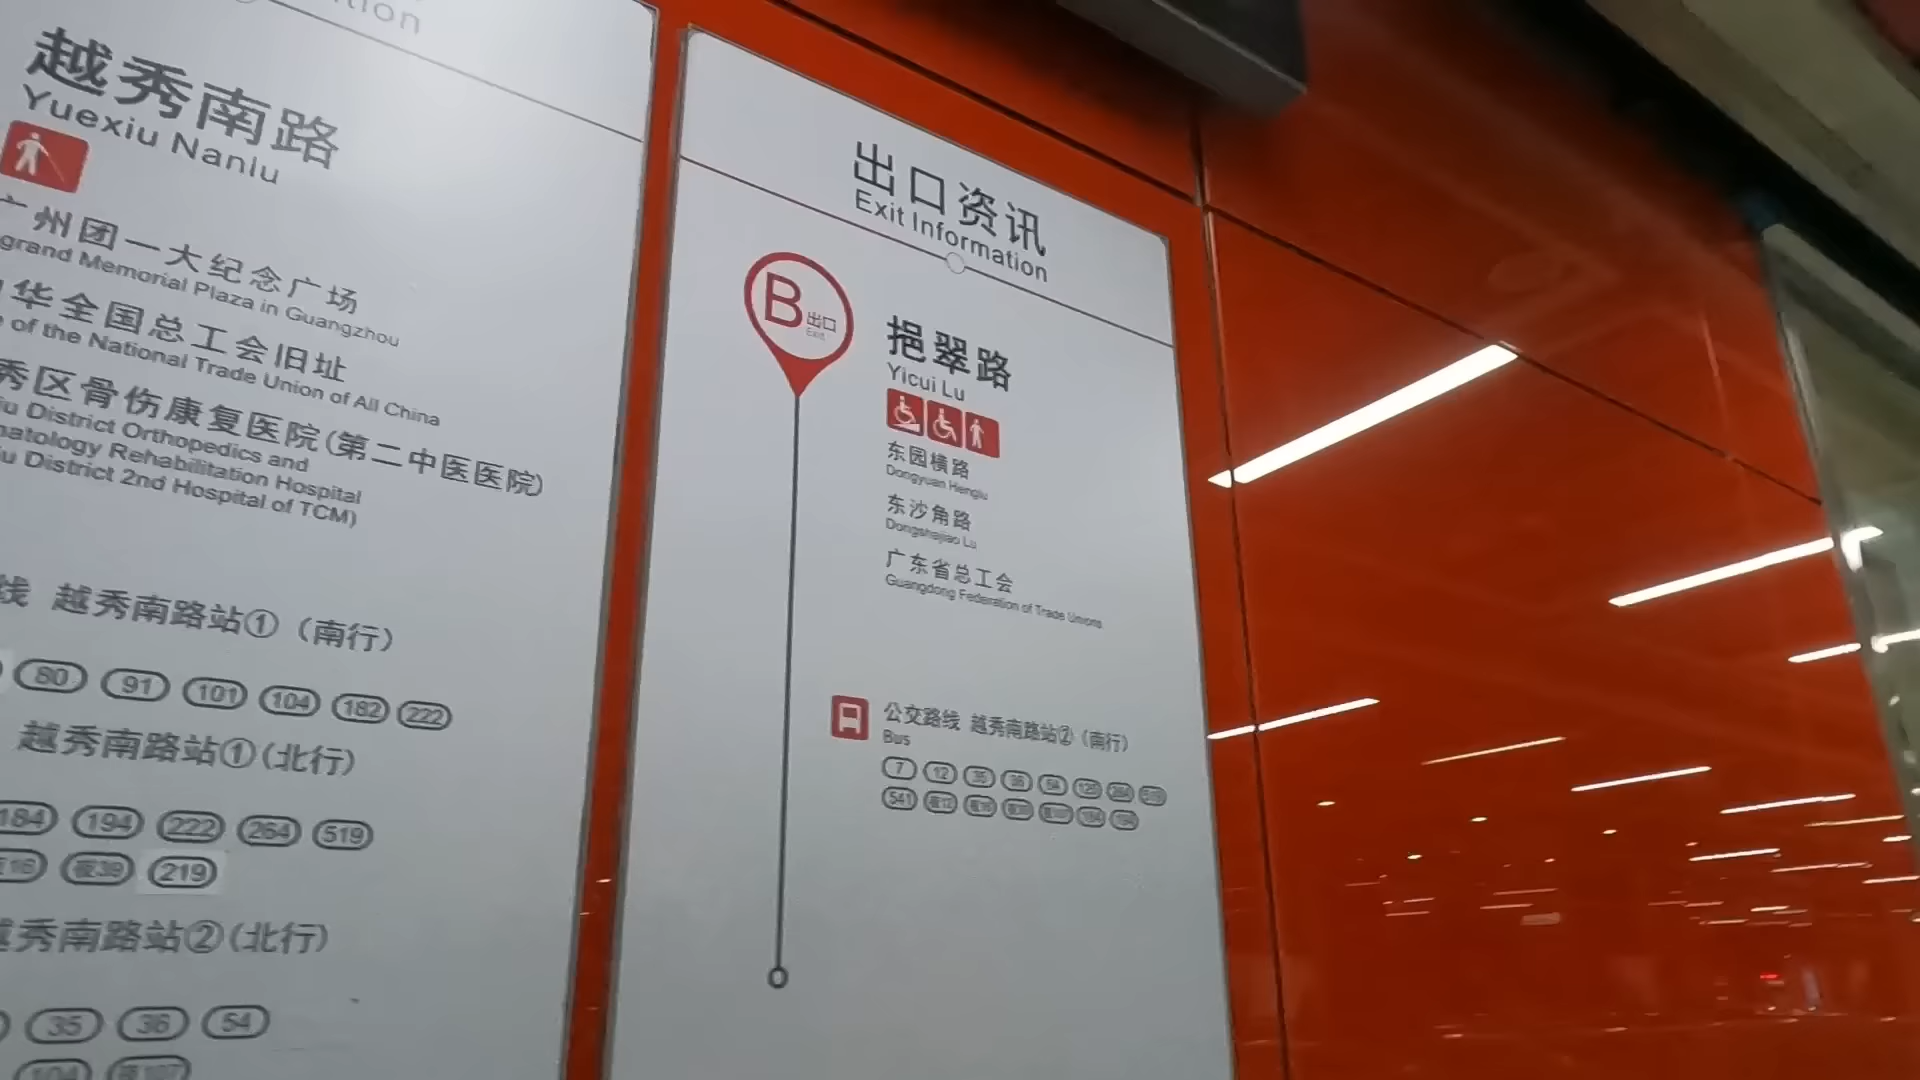 tion
越秀南路
Yuexiu Nanlu
广州团一大纪念广场
grand Memorial Plaza in Guangzhou
中华全国总工会旧址
of the National Trade Union of All China
秀区骨伤康复医院(第二中医医院)
District Orthopedics and
Rehabilitation Hospital
District 2nd Hospital of TCM)
线 越秀南路站①（南行）
80 91 101 104 182 222
越秀南路站①(北行)
184 194 222 264 519
夜39 219
越秀南路站②(北行)
35 36 54
104
出口资讯
Exit Information
B 出口
Exit
挹翠路
Yicui Lu
东园横路
Dongyuan Henglu
东沙角路
Dongshajiao Lu
广东省总工会
Guangdong Federation of Trade Unions
公交路线 越秀南路站②（南行）
Bus
7 12 35 36 54
541